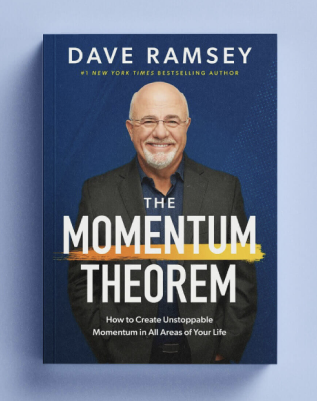 DAVE RAMSEY
#1 NEW YORK TIMES BESTSELLING AUTHOR
THE
MOMENTUM
THEOREM
How to Create Unstoppable
Momentum in All Areas of Your Life